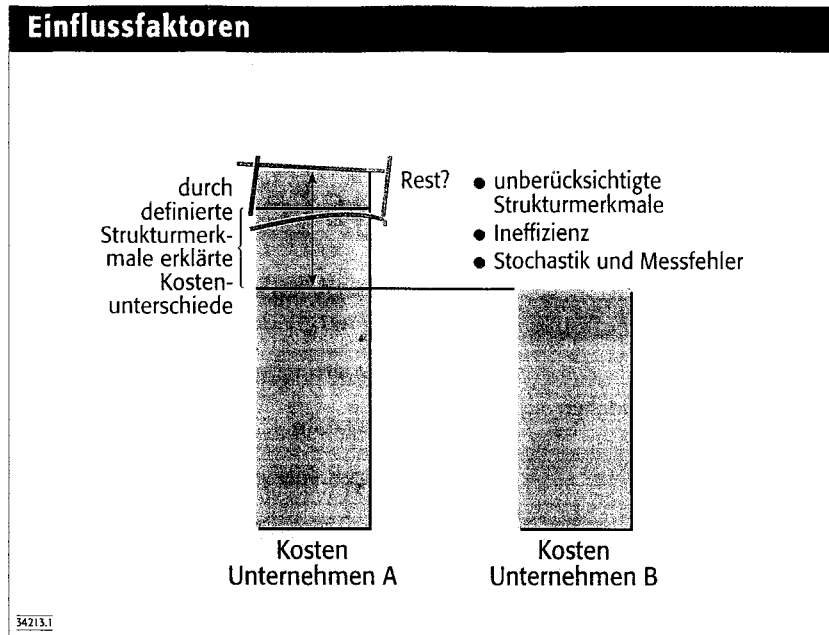 Einflussfaktoren
durch
definierte
Strukturmerk-
male erklärte
Kosten-
unterschiede
Rest?
● unberücksichtigte
Strukturmerkmale
● Ineffizienz
● Stochastik und Messfehler
Kosten
Unternehmen A
Kosten
Unternehmen B
34213.1